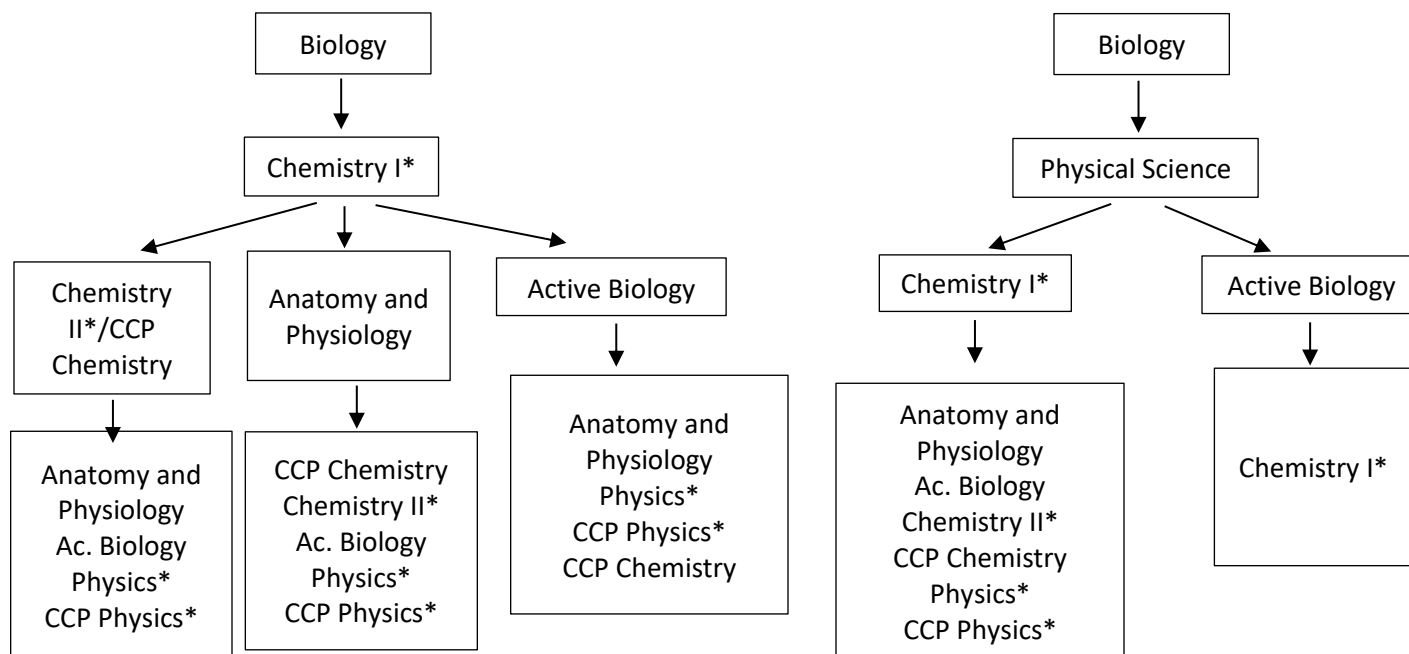 Biology
Biology
Chemistry I*
Physical Science
Chemistry
II*/CCP
Chemistry
Anatomy and
Physiology
Active Biology
Chemistry I*
Active Biology
Anatomy and
Physiology
Ac. Biology
Physics*
CCP Physics*
CCP Chemistry
Chemistry II*
Ac. Biology
Physics*
CCP Physics*
Anatomy and
Physiology
Physics*
CCP Physics*
CCP Chemistry
Anatomy and
Physiology
Ac. Biology
Chemistry II*
CCP Chemistry
Physics*
CCP Physics*
Chemistry I*